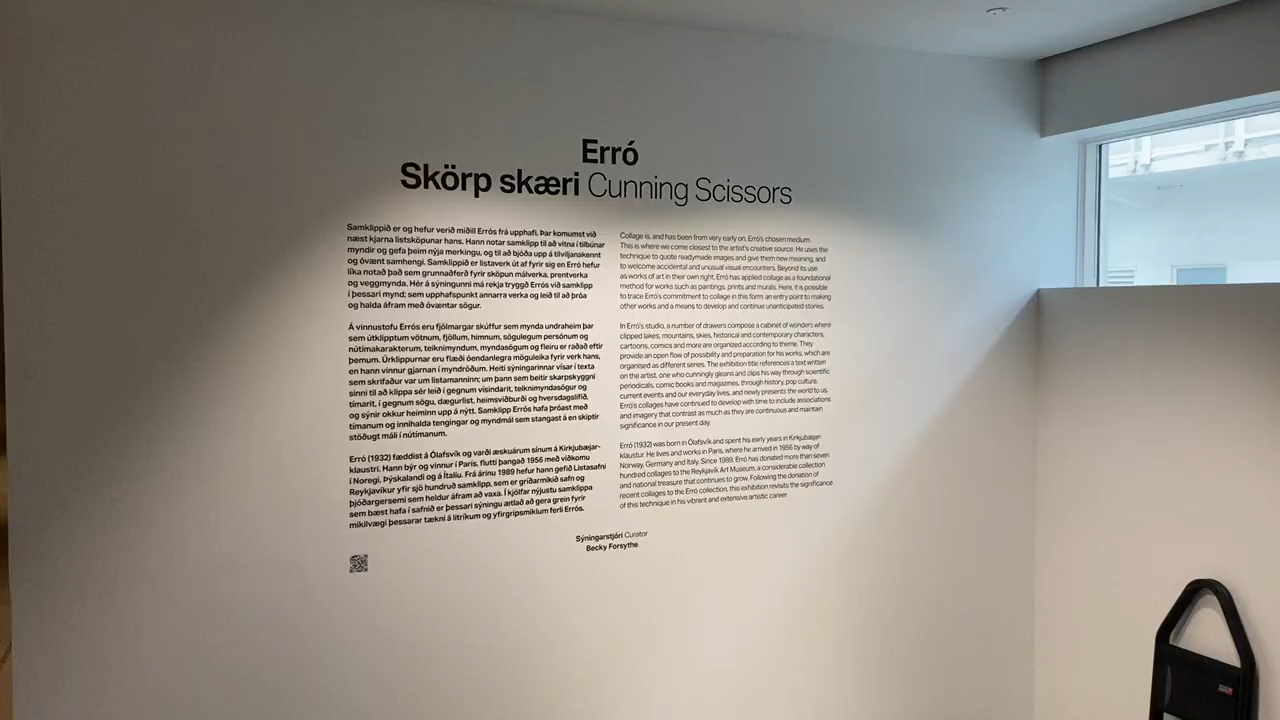 Erró
Skörp skæri Cunning Scissors
Samklippið er og hefur verið miðill Errós frá upphafi. Þar komumst við
næst kjarna listsköpunar hans. Hann notar samklipp til að vitna í tilbúnar
myndir og gefa þeim nýja merkingu, og til að bjóða upp á tilviljanakennt
og óvænt samhengi. Samklippið er listaverk út af fyrir sig en Erró hefur
líka notað það sem grunnaðferð fyrir sköpun málverka, prentverka
og veggmynda. Hér á sýningunni má rekja tryggð Errós við samklipp
í þessari mynd; sem upphafspunkt annarra verka og leið til að þróa
og halda áfram með óvæntar sögur.
Á vinnustofu Errós eru fjölmargar skúffur sem mynda undraheim þar
sem útklipptum vötnum, fjöllum, himnum, sögulegum persónum og
nútímakarakterum, teiknimyndum, myndasögum og fleiru er raðað eftir
þemum. Úrklippurnar eru flæði óendanlegra möguleika fyrir verk hans,
en hann vinnur gjarnan í myndröðum. Heiti sýningarinnar vísar í texta
sem skrifaður var um listamanninn; um þann sem beitir skarpskyggni
sinni til að klippa sér leið í gegnum vísindarit, teiknimyndasögur og
tímarit, í gegnum sögu, dægurlist, heimsviðburði og hversdagslífið,
og sýnir okkur heiminn upp á nýtt. Samklipp Errós hafa þróast með
tímanum og innihalda tengingar og myndmál sem stangast á en skiptir
stöðugt máli í nútímanum.
Erró (1932) fæddist á Ólafsvík og varði æskuárum sínum á Kirkjubæjar-
klaustri. Hann býr og vinnur í París, flutti þangað 1956 með viðkomu
í Noregi, Þýskalandi og á Ítalíu. Frá árinu 1989 hefur hann gefið Listasafni
Reykjavíkur yfir sjö hundruð samklipp, sem er gríðarmikið safn og
þjóðargersemi sem heldur áfram að vaxa. Í kjölfar nýjustu samklippa
sem bæst hafa í safnið er þessari sýningu ætlað að gera grein fyrir
mikilvægi þessarar tækni á litríkum og yfirgripsmiklum ferli Errós.
Collage is, and has been from very early on, Erró's chosen medium.
This is where we come closest to the artist's creative source. He uses the
technique to quote readymade images and give them new meaning, and
to welcome accidental and unusual visual encounters. Beyond its use
as works of art in their own right, Erró has applied collage as a foundational
method for works such as paintings, prints and murals. Here, it is possible
to trace Erró's commitment to collage in this form: an entry point to making
other works and a means to develop and continue unanticipated stories.
In Erró's studio, a number of drawers compose a cabinet of wonders where
clipped lakes, mountains, skies, historical and contemporary characters,
cartoons, comics and more are organized according to theme. They
provide an open flow of possibility and preparation for his works, which are
organised as different series. The exhibition title references a text written
on the artist, one who cunningly gleans and clips his way through scientific
periodicals, comic books and magazines, through history, pop culture,
current events and our everyday lives, and newly presents the world to us.
Erró's collages have continued to develop with time to include associations
and imagery that contrast as much as they are continuous and maintain
significance in our present day.
Erró (1932) was born in Ólafsvík and spent his early years in Kirkjubæjar-
klaustur. He lives and works in Paris, where he arrived in 1956 by way of
Norway, Germany and Italy. Since 1989, Erró has donated more than seven
hundred collages to the Reykjavík Art Museum, a considerable collection
and national treasure that continues to grow. Following the donation of
recent collages to the Erró collection, this exhibition revisits the significance
of this technique in his vibrant and extensive artistic career.
Sýningarstjóri Curator
Becky Forsythe